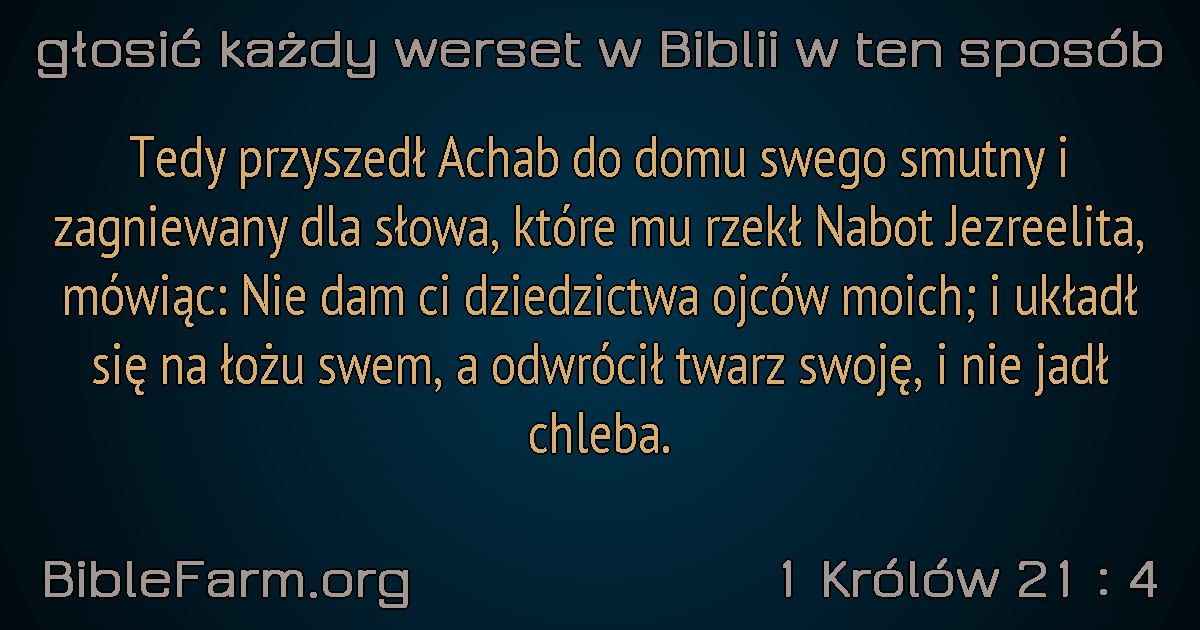 głosić każdy werset w Biblii w ten sposób
Tedy przyszedł Achab do domu swego smutny i
zagniewany dla słowa, które mu rzekł Nabot Jezreelita,
mówiąc: Nie dam ci dziedzictwa ojców moich; i układł
się na łożu swem, a odwrócił twarz swoję, i nie jadł
chleba.
BibleFarm.org
1 Królów 21 : 4